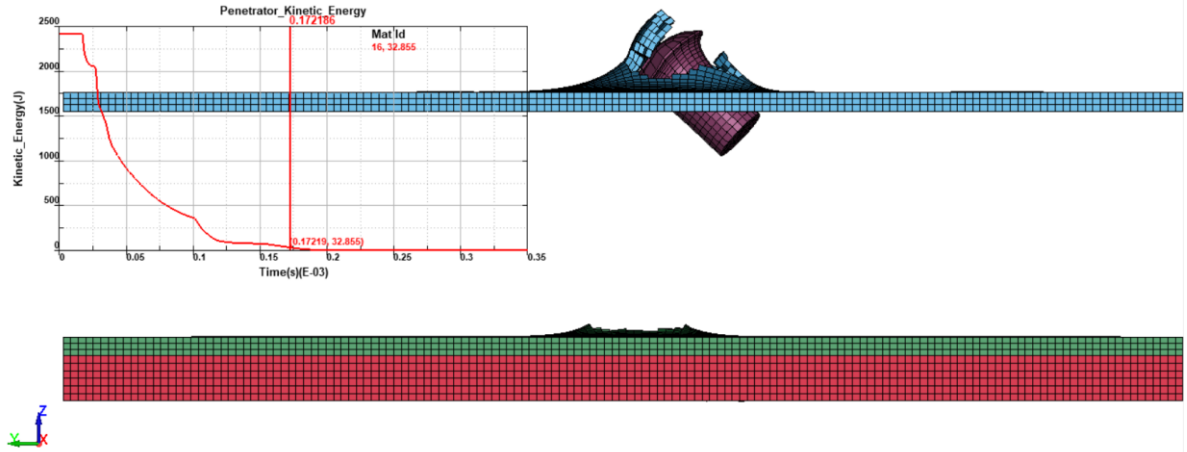 Penetrator_Kinetic_Energy
0.172186
Mat Id
16, 32.855
2500
2000
1500
1000
500
0
Kinetic_Energy(J)
(0.17219, 32.855)
0 0.05 0.1 0.15 0.2 0.25 0.3 0.35
Time(s)(E-03)
Z
Y X